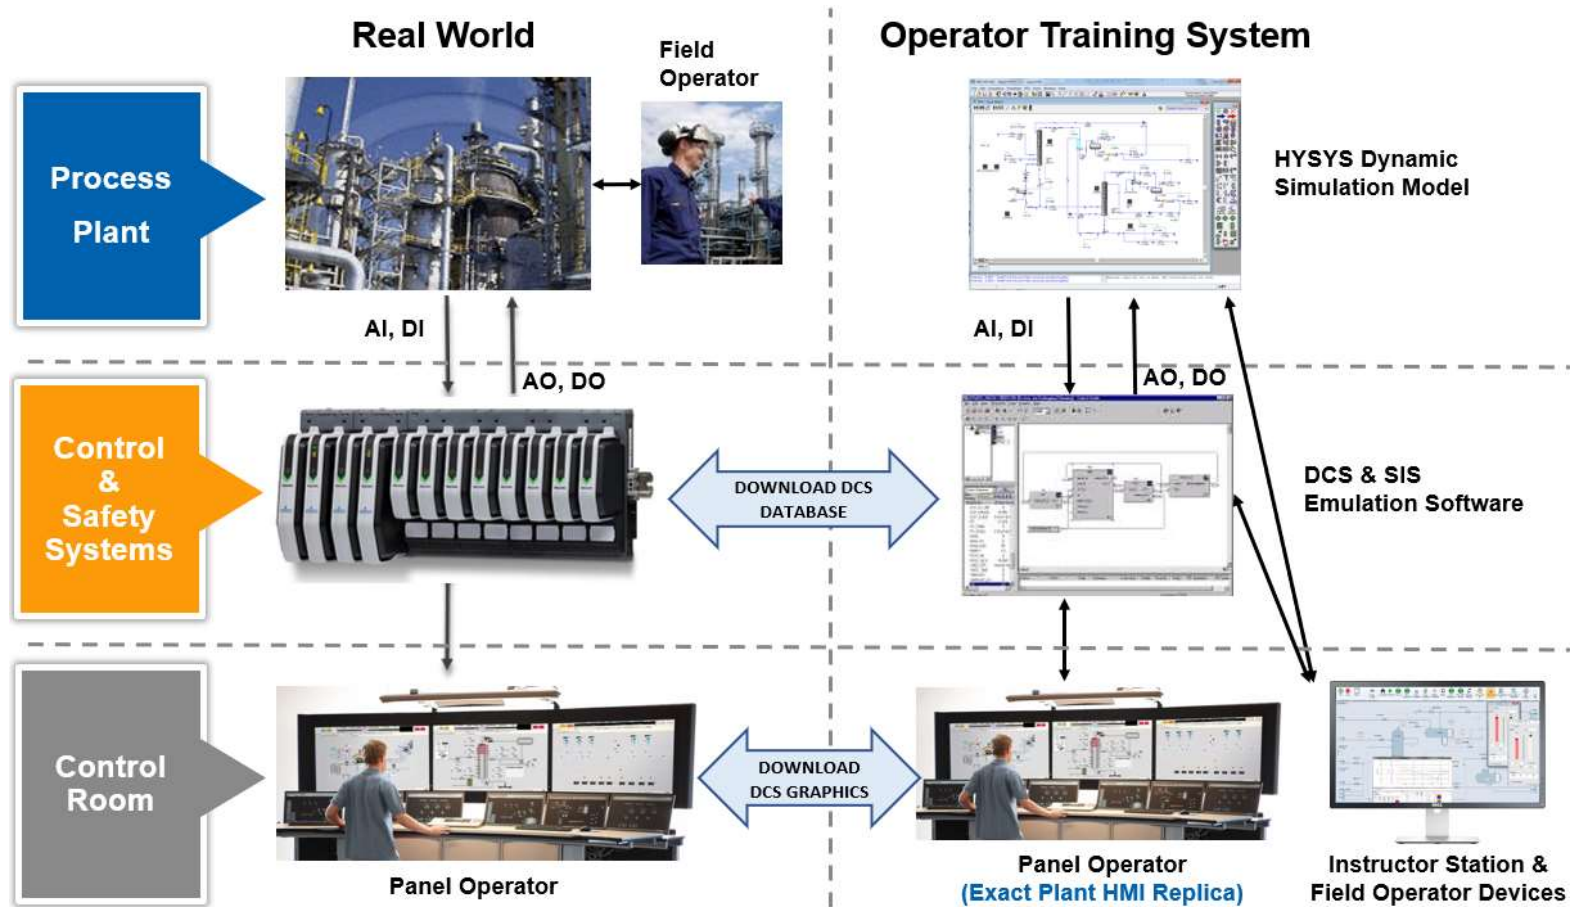 Real World
Operator Training System
Field
Operator
Process
Plant
HYSYS Dynamic
Simulation Model
AI, DI
AO, DO
AI, DI
AO, DO
Control
&
Safety
Systems
DOWNLOAD DCS
DATABASE
DCS & SIS
Emulation Software
Control
Room
DOWNLOAD
DCS GRAPHICS
Panel Operator
Panel Operator
(Exact Plant HMI Replica)
Instructor Station &
Field Operator Devices